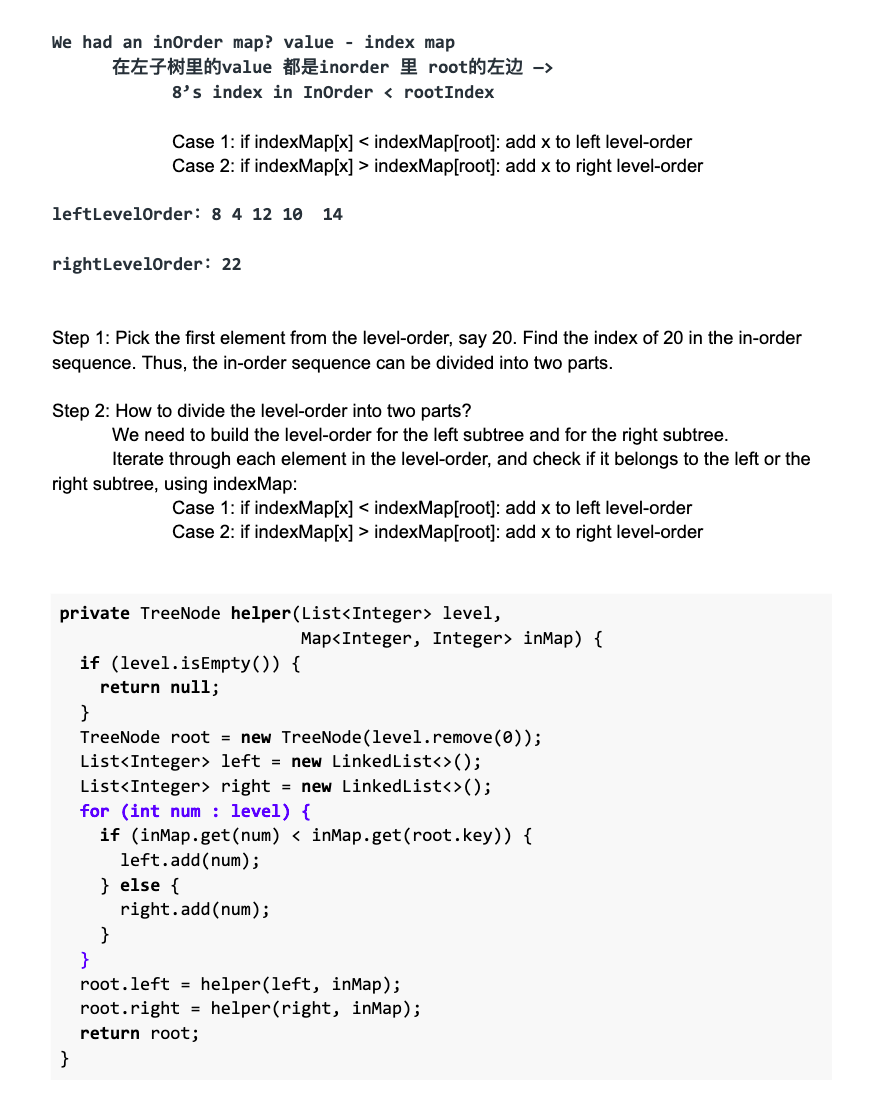 We had an inOrder map? value - index map
在左子树里的value 都是inorder 里 root的左边 —>
8’s index in InOrder < rootIndex
Case 1: if indexMap[x] < indexMap[root]: add x to left level-order
Case 2: if indexMap[x] > indexMap[root]: add x to right level-order
leftLevelOrder: 8 4 12 10  14
rightLevelOrder: 22
Step 1: Pick the first element from the level-order, say 20. Find the index of 20 in the in-order
sequence. Thus, the in-order sequence can be divided into two parts.
Step 2: How to divide the level-order into two parts?
We need to build the level-order for the left subtree and for the right subtree.
Iterate through each element in the level-order, and check if it belongs to the left or the
right subtree, using indexMap:
Case 1: if indexMap[x] < indexMap[root]: add x to left level-order
Case 2: if indexMap[x] > indexMap[root]: add x to right level-order
private TreeNode helper(List<Integer> level,
                        Map<Integer, Integer> inMap) {
  if (level.isEmpty()) {
    return null;
  }
  TreeNode root = new TreeNode(level.remove(0));
  List<Integer> left = new LinkedList<>();
  List<Integer> right = new LinkedList<>();
  for (int num : level) {
    if (inMap.get(num) < inMap.get(root.key)) {
      left.add(num);
    } else {
      right.add(num);
    }
  }
  root.left = helper(left, inMap);
  root.right = helper(right, inMap);
  return root;
}